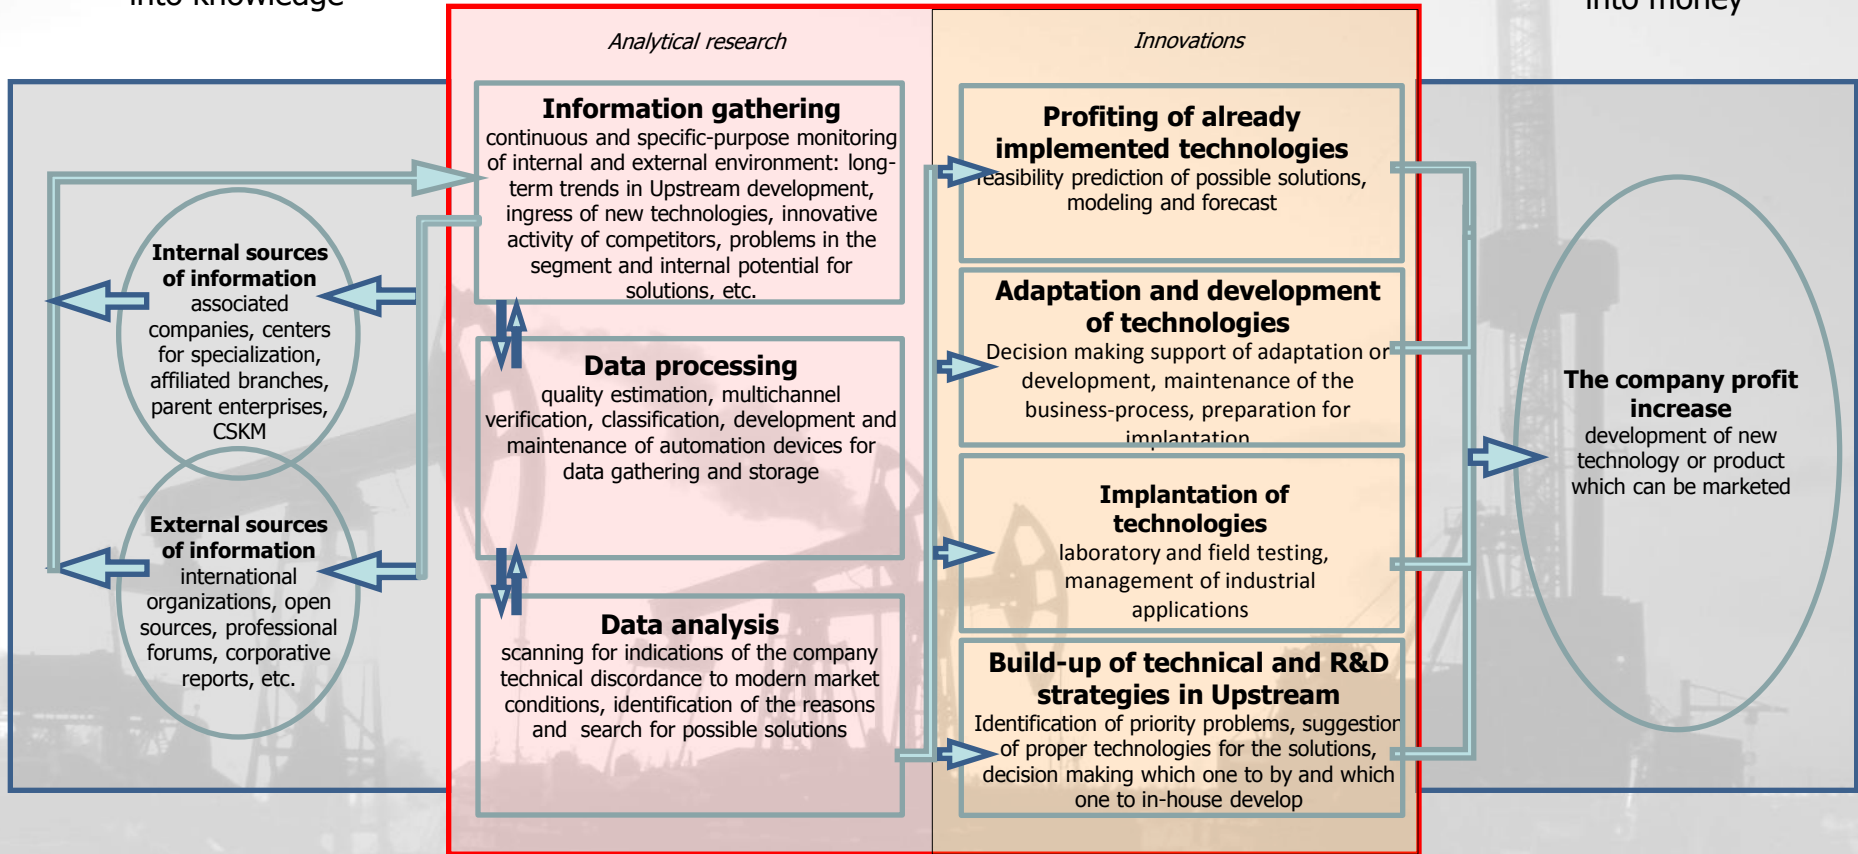 into knowledge
into money
Analytical research
Innovations
Information gathering
continuous and specific-purpose monitoring
of internal and external environment: long-
term trends in Upstream development,
ingress of new technologies, innovative
activity of competitors, problems in the
segment and internal potential for
solutions, etc.
Data processing
quality estimation, multichannel
verification, classification, development and
maintenance of automation devices for
data gathering and storage
Data analysis
scanning for indications of the company
technical discordance to modern market
conditions, identification of the reasons
and search for possible solutions
Internal sources
of information
associated
companies, centers
for specialization,
affiliated branches,
parent enterprises,
CSKM
External sources
of information
international
organizations, open
sources, professional
forums, corporative
reports, etc.
Profiting of already
implemented technologies
feasibility prediction of possible solutions,
modeling and forecast
Adaptation and development
of technologies
Decision making support of adaptation or
development, maintenance of the
business-process, preparation for
implantation
Implantation of
technologies
laboratory and field testing,
management of industrial
applications
Build-up of technical and R&D
strategies in Upstream
Identification of priority problems, suggestion
of proper technologies for the solutions,
decision making which one to by and which
one to in-house develop
The company profit
increase
development of new
technology or product
which can be marketed